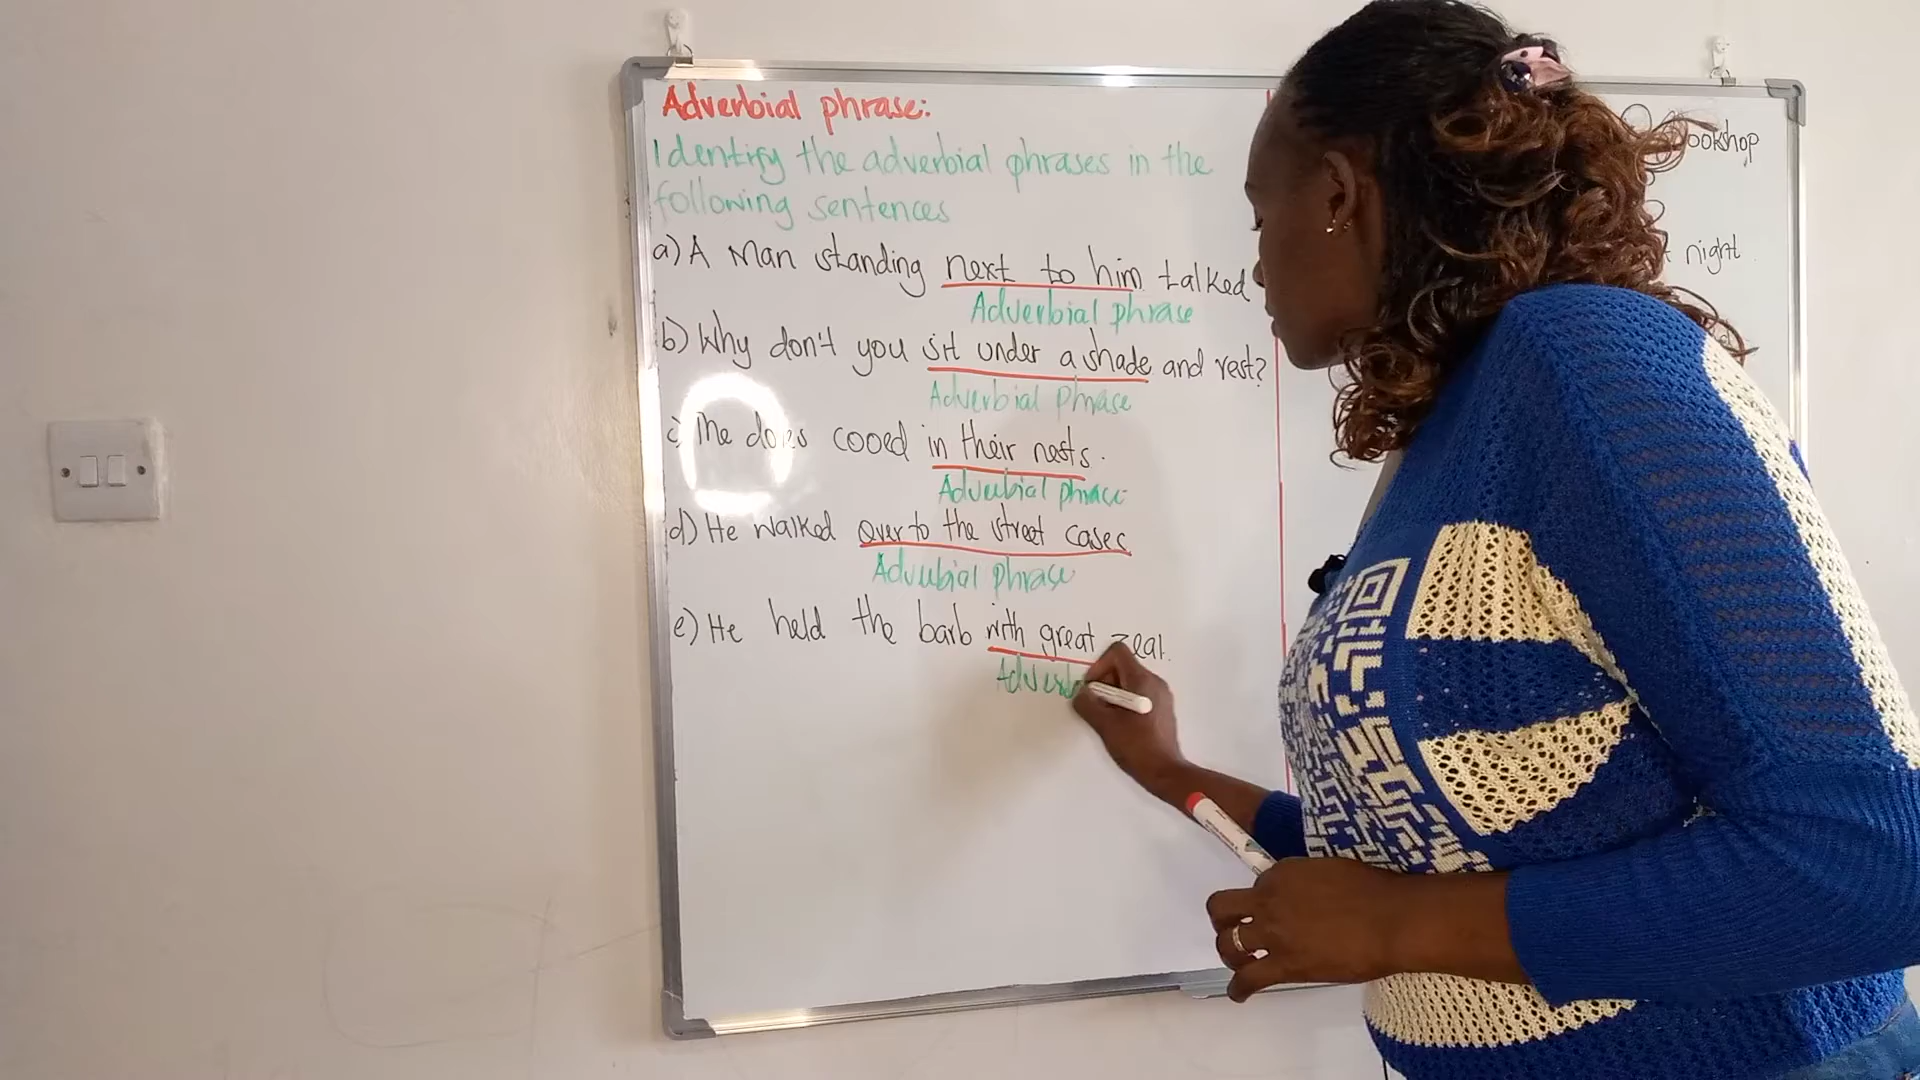 Adverbial phrase:
Identify the adverbial phrases in the
following sentences
a) A Man standing next to him talked
Adverbial phrase
b) Why don't you sit under a shade and rest?
Adverbial phrase
c) The doves cooed in their nests.
Adverbial phrase
d) He walked over to the street cases
Adverbial phrase
e) He held the barb with great zeal.
Adverb
ookshop
night